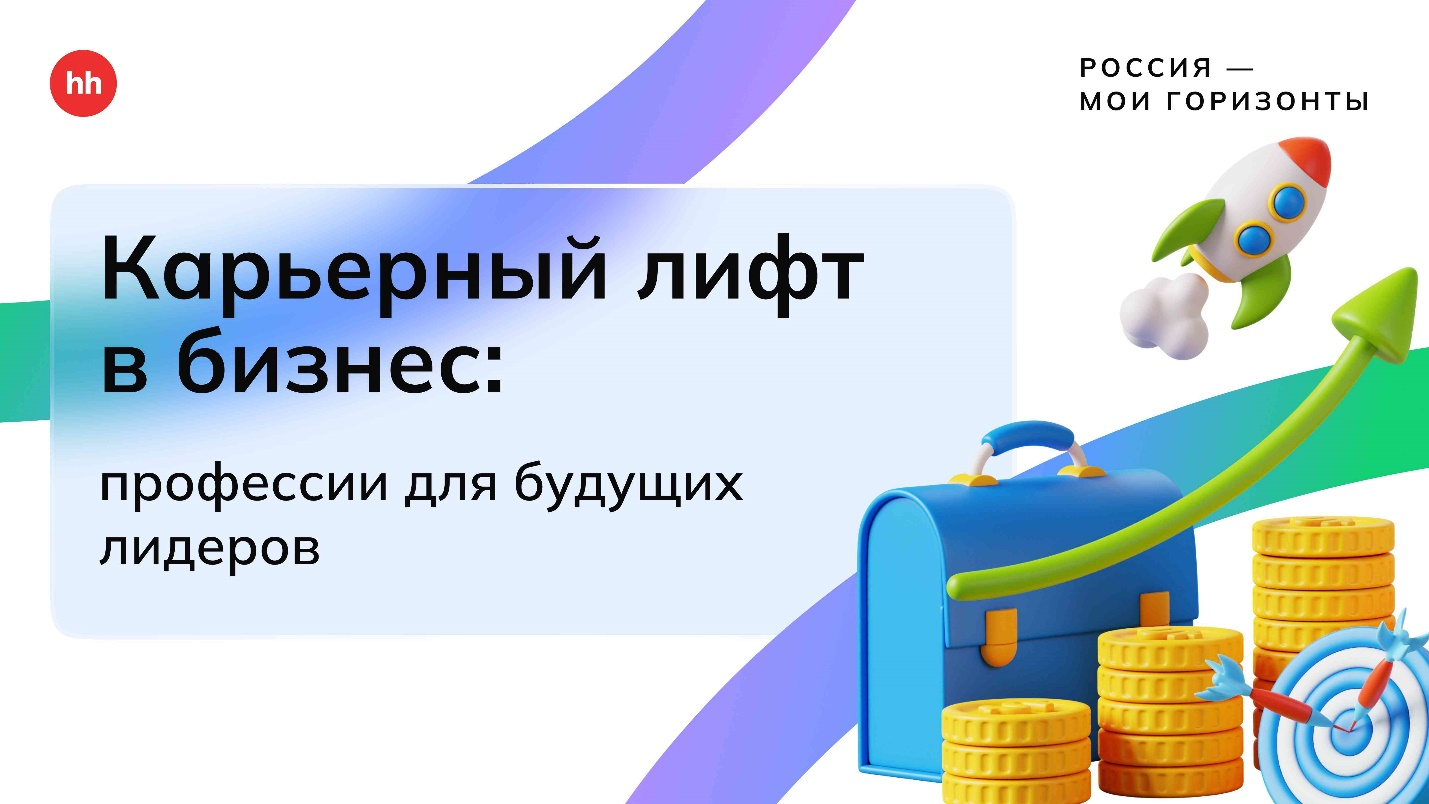 hh
РОССИЯ —
МОИ ГОРИЗОНТЫ
Карьерный лифт
в бизнес:
профессии для будущих
лидеров